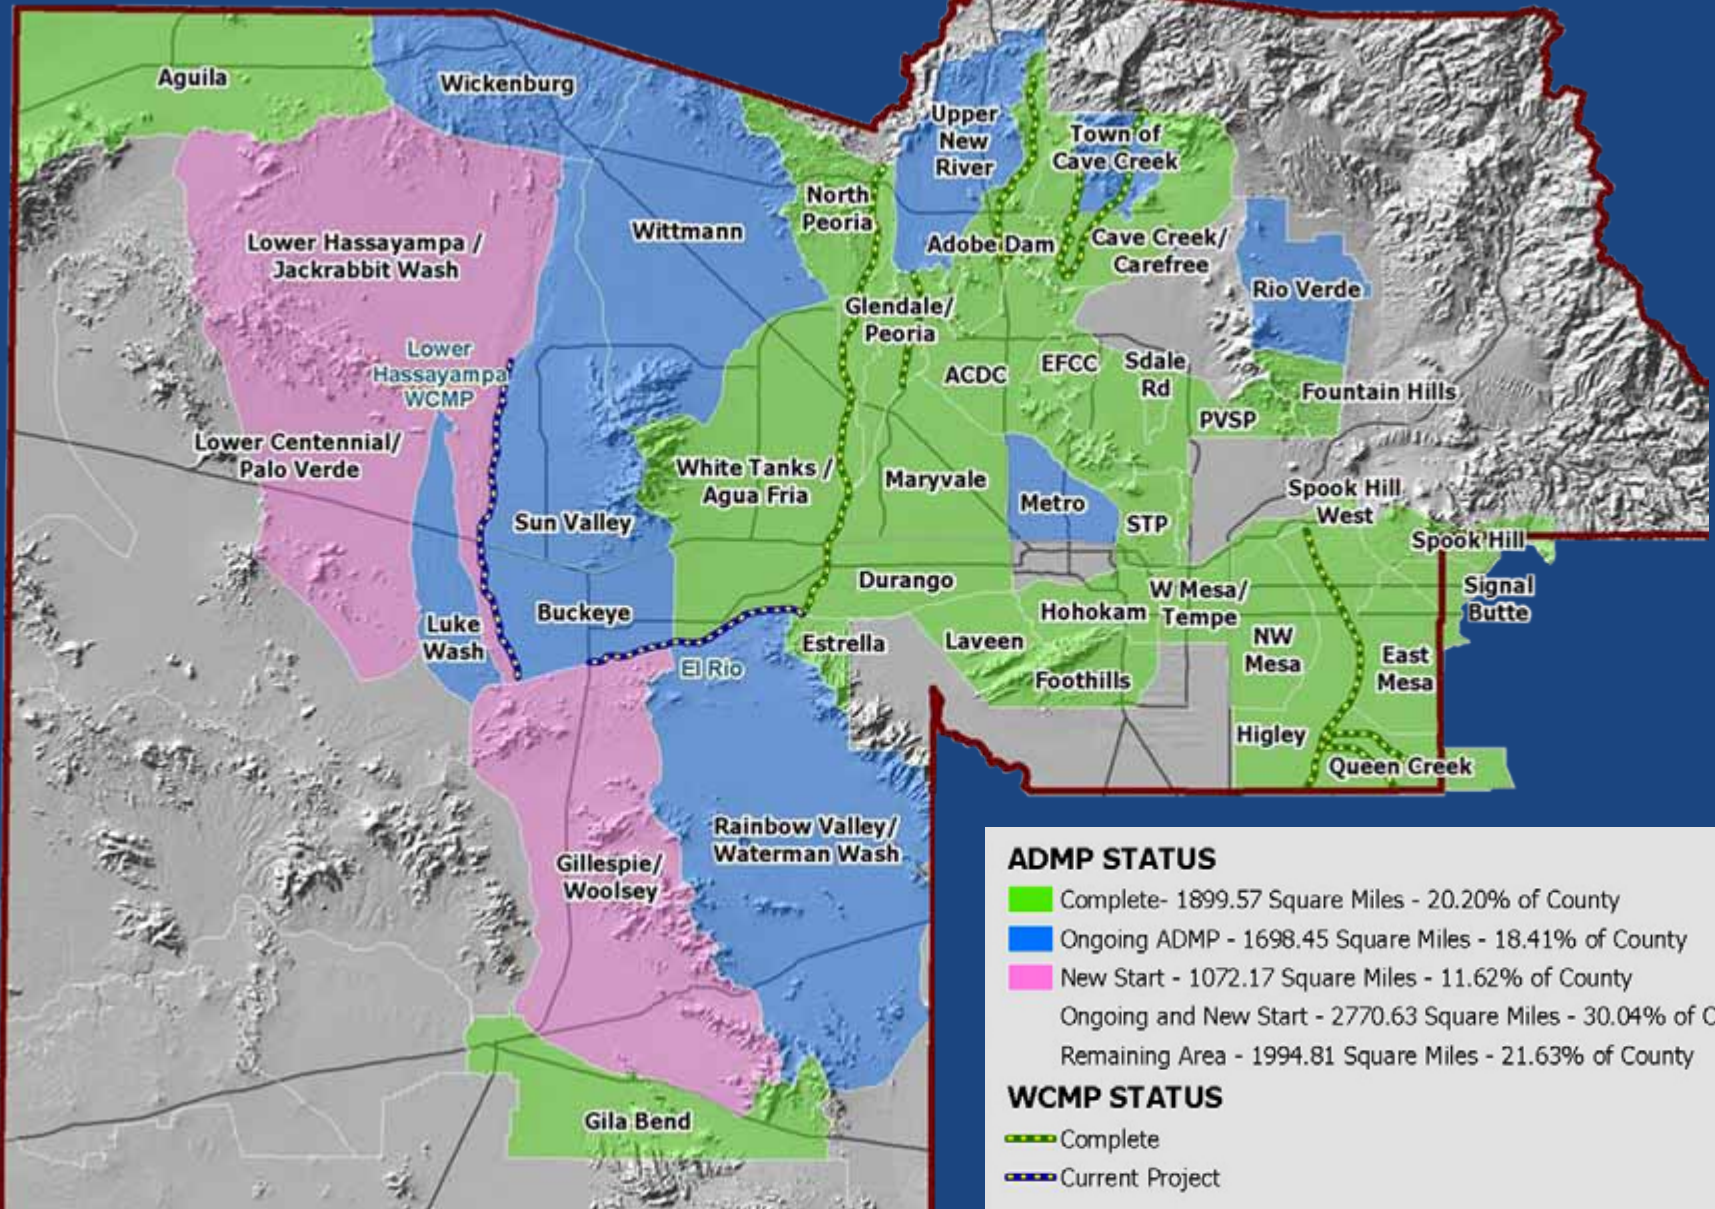 Aguila
Wickenburg
Upper
New
River
Town of
Cave Creek
North
Peoria
Lower Hassayampa /
Jackrabbit Wash
Wittmann
Adobe Dam
Cave Creek/
Carefree
Rio Verde
Glendale/
Peoria
Lower
Hassayampa
WCMP
ACDC
EFCC
Sdale
Rd
Fountain Hills
PVSP
Lower Centennial/
Palo Verde
White Tanks /
Agua Fria
Maryvale
Metro
Spook Hill
West
Sun Valley
STP
Spook Hill
Durango
Signal
Butte
Buckeye
Hohokam
W Mesa/
Tempe
Luke
Wash
Estrella
Laveen
NW
Mesa
East
Mesa
El Rio
Foothills
Higley
Queen Creek
Rainbow Valley/
Waterman Wash
Gillespie/
Woolsey
Gila Bend
ADMP STATUS
Complete- 1899.57 Square Miles - 20.20% of County
Ongoing ADMP - 1698.45 Square Miles - 18.41% of County
New Start - 1072.17 Square Miles - 11.62% of County
Ongoing and New Start - 2770.63 Square Miles - 30.04% of C
Remaining Area - 1994.81 Square Miles - 21.63% of County
WCMP STATUS
Complete
Current Project